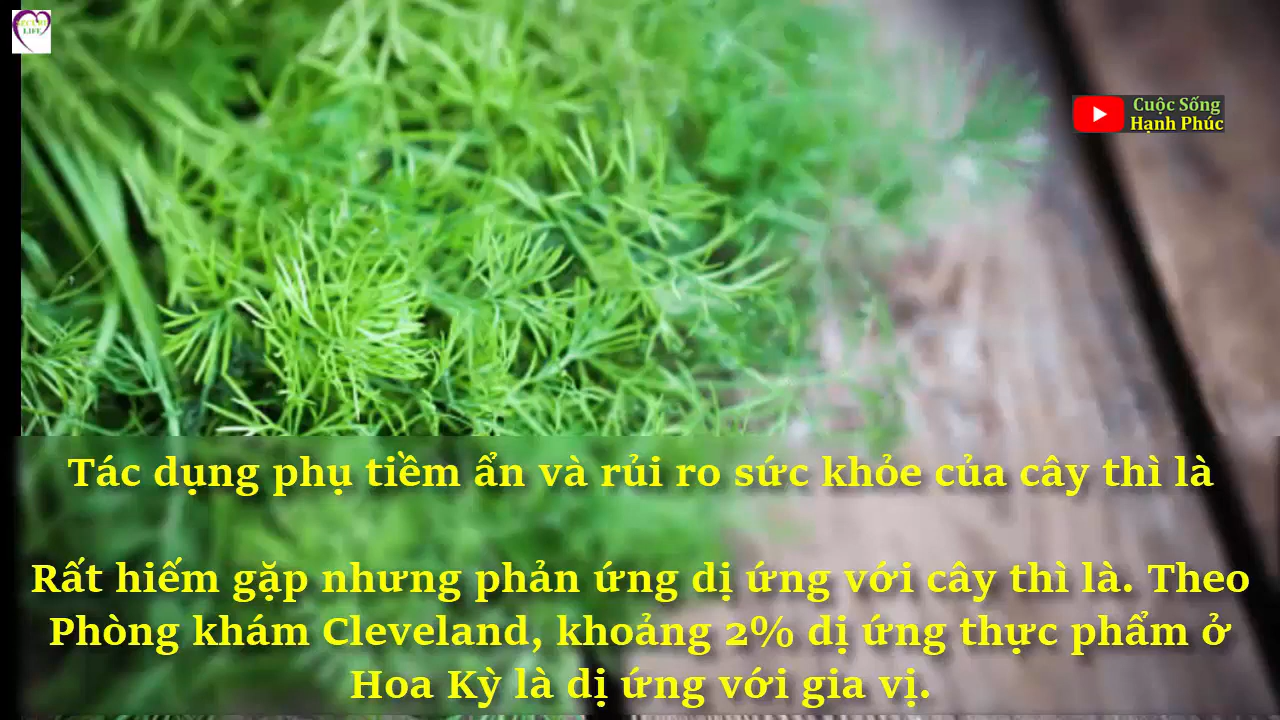 LIFE
Cuộc Sống
Hạnh Phúc
Tác dụng phụ tiềm ẩn và rủi ro sức khỏe của cây thì là
Rất hiếm gặp nhưng phản ứng dị ứng với cây thì là. Theo
Phòng khám Cleveland, khoảng 2% dị ứng thực phẩm ở
Hoa Kỳ là dị ứng với gia vị.